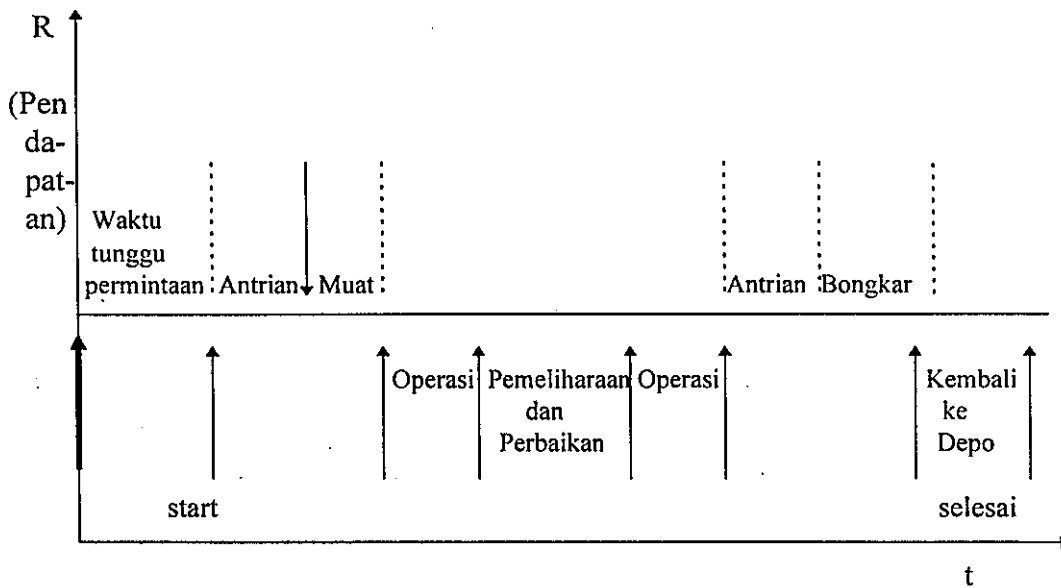 R
(Pen
da-
pat-
an)
Waktu
tunggu
permintaan
Antrian
Muat
Antrian
Bongkar
Operasi
Pemeliharaan
dan
Perbaikan
Operasi
Kembali
ke
Depo
start
selesai
t